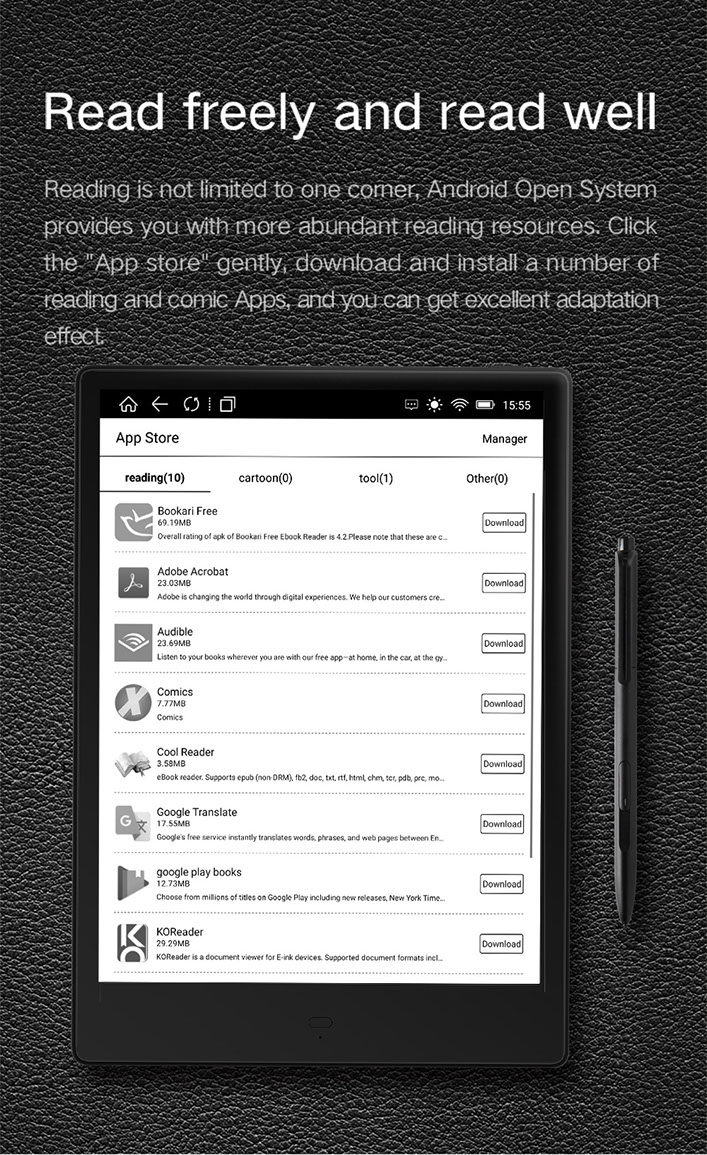 Read freely and read well
Reading is not limited to one corner, Android Open System
provides you with more abundant reading resources. Click
the "App store" gently, download and install a number of
reading and comic Apps, and you can get excellent adaptation
effect.
15:55
App Store
Manager
reading(10)
cartoon(0)
tool(1)
Other(0)
Bookari Free
69.19MB
Overall rating of apk of Bookari Free Ebook Reader is 4.2.Please note that these are c...
Download
Adobe Acrobat
23.03MB
Adobe is changing the world through digital experiences. We help our customers cre...
Download
Audible
23.69MB
Listen to your books wherever you are with our free app—at home, in the car, at the gy...
Download
Comics
7.77MB
Comics
Download
Cool Reader
3.58MB
eBook reader. Supports epub (non-DRM), fb2, doc, txt, rtf, html, chm, tcr, pdb, prc, mo...
Download
G
Google Translate
17.55MB
Google's free service instantly translates words, phrases, and web pages between En...
Download
google play books
12.73MB
Choose from millions of titles on Google Play including new releases, New York Time...
Download
KO
KOReader
29.29MB
KOReader is a document viewer for E-ink devices. Supported document formats incl...
Download